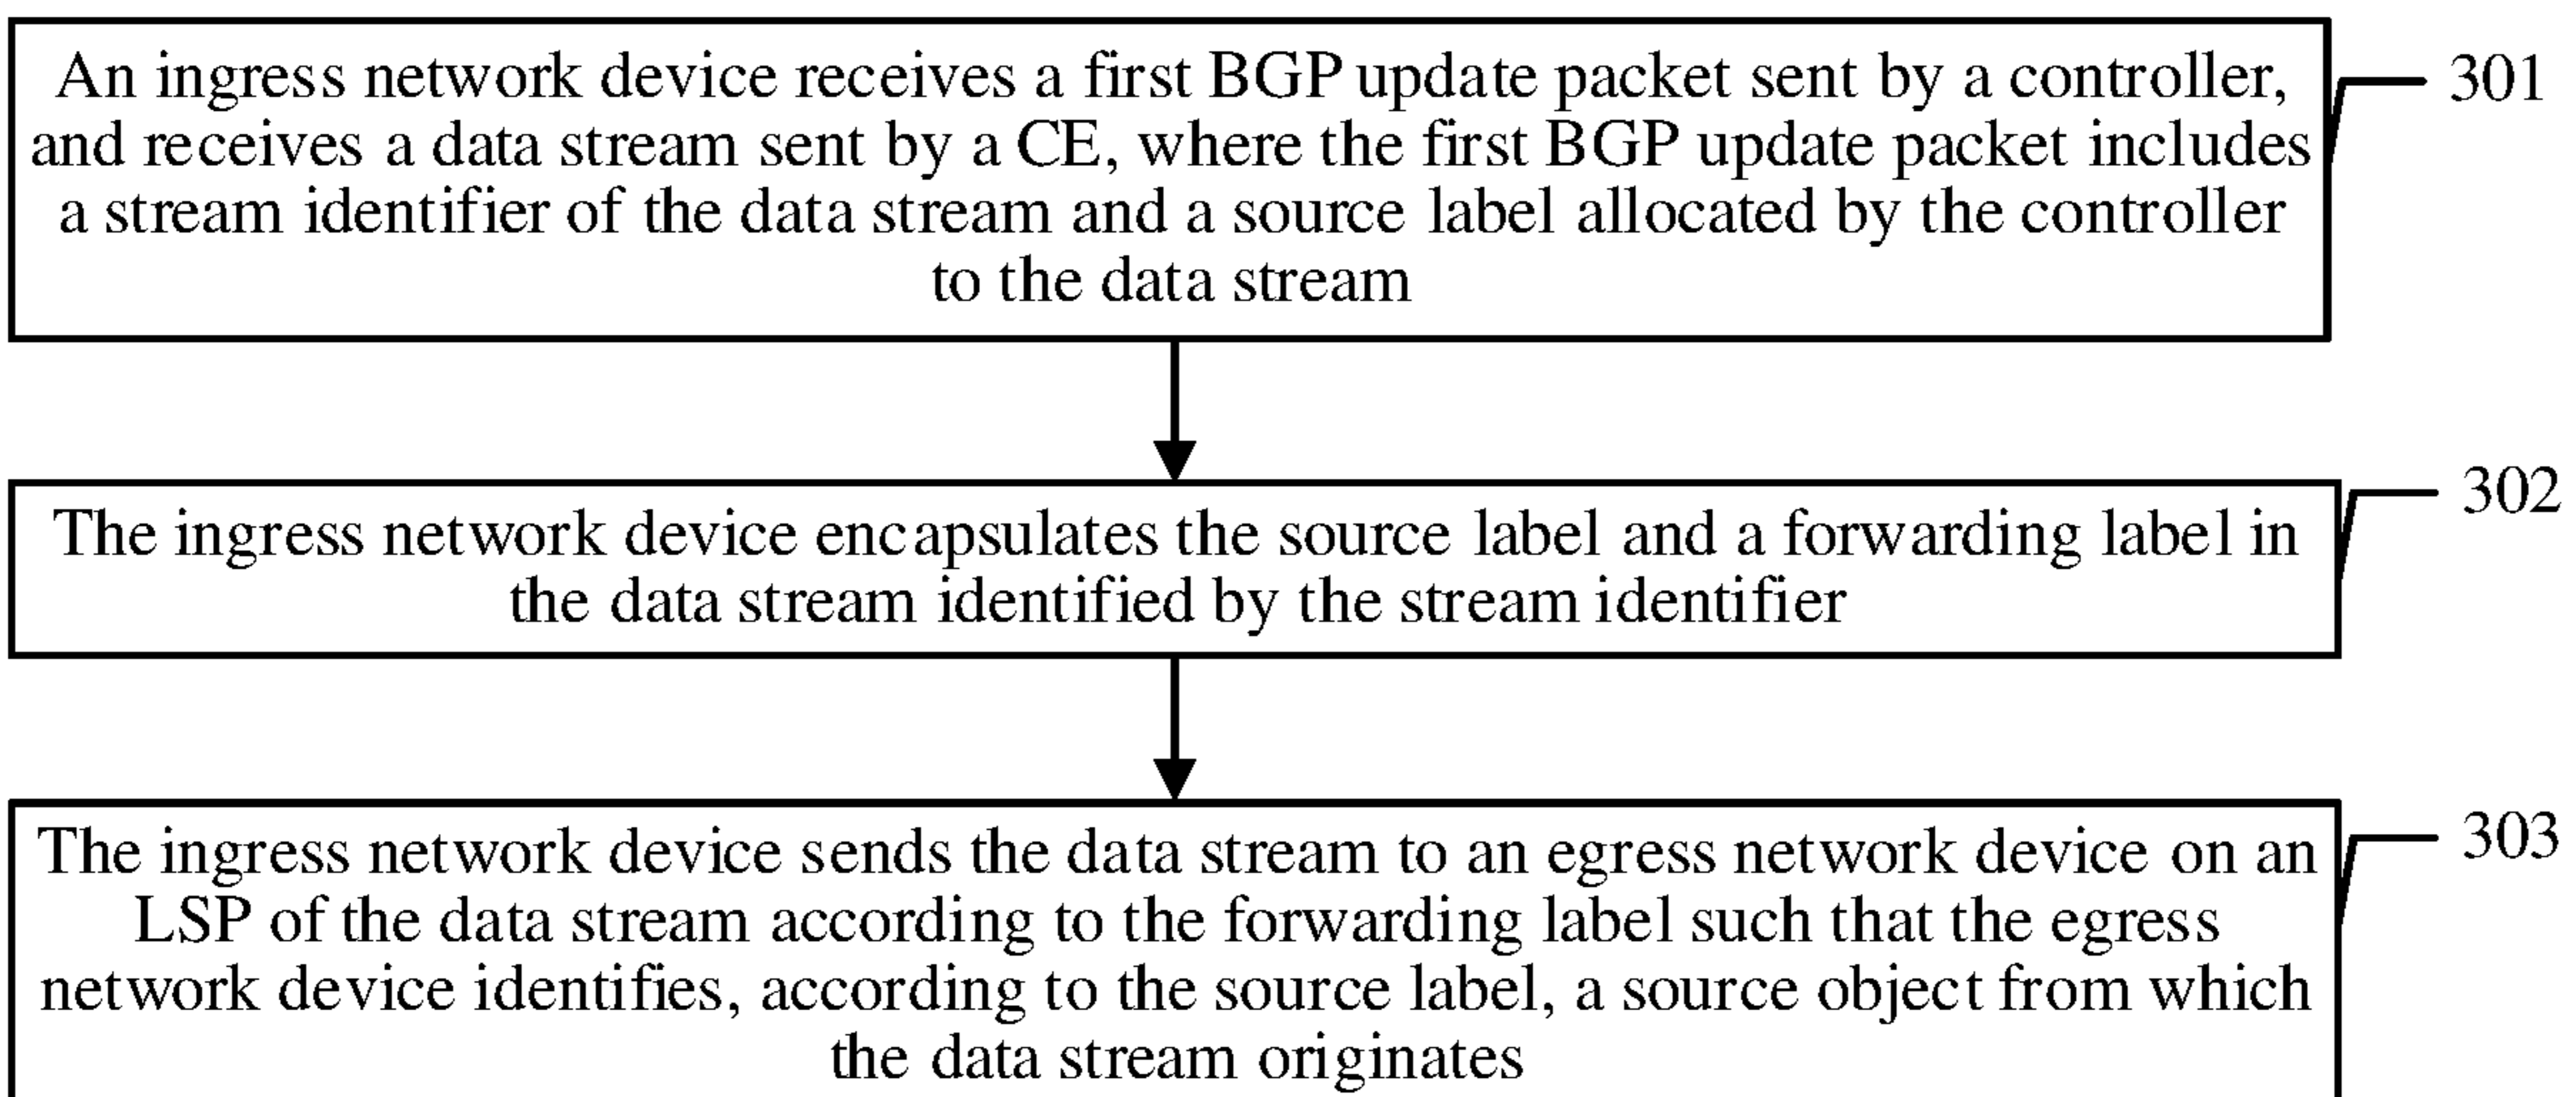 An ingress network device receives a first BGP update packet sent by a controller,
and receives a data stream sent by a CE, where the first BGP update packet includes
a stream identifier of the data stream and a source label allocated by the controller
to the data stream
301
The ingress network device encapsulates the source label and a forwarding label in
the data stream identified by the stream identifier
302
The ingress network device sends the data stream to an egress network device on an
LSP of the data stream according to the forwarding label such that the egress
network device identifies, according to the source label, a source object from which
the data stream originates
303